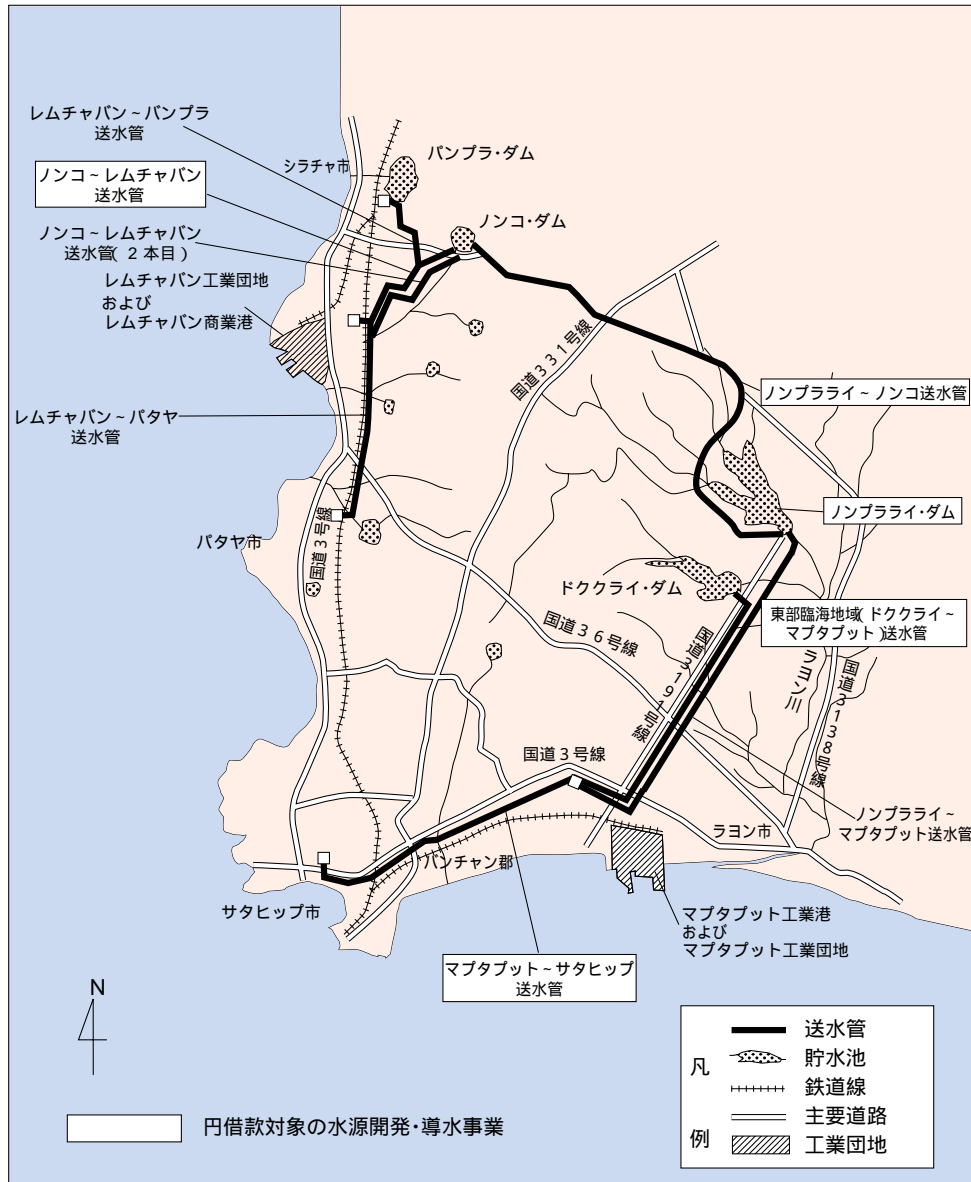 レムチャバン～バンプラ
送水管
シラチャ市
バンプラ・ダム
ノンコ～レムチャバン
送水管
ノンコ・ダム
ノンコ～レムチャバン
送水管(２本目)
レムチャバン工業団地
および
レムチャバン商業港
国道３３１号線
ノンプラライ～ノンコ送水管
レムチャバン～パタヤ
送水管
ノンプラライ・ダム
国道３号線
パタヤ市
ドククライ・ダム
東部臨海地域(ドククライ～
マプタプット)送水管
国道３６号線
国道３１９１号線
ラヨン川
国道３１３８号線
国道３号線
ノンプラライ～
マプタプット送水管
ラヨン市
バンチャン郡
サタヒップ市
マプタプット工業港
および
マプタプット工業団地
マプタプット～サタヒップ
送水管
N
凡例
送水管
貯水池
鉄道線
主要道路
工業団地
円借款対象の水源開発・導水事業